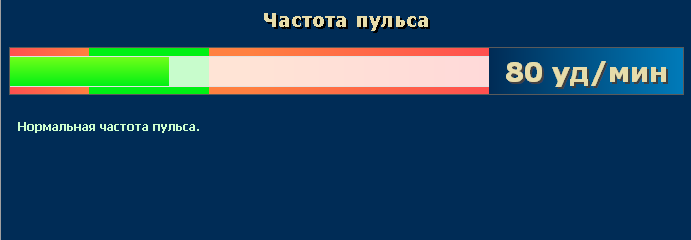 Частота пульса
80 уд/мин
Нормальная частота пульса.